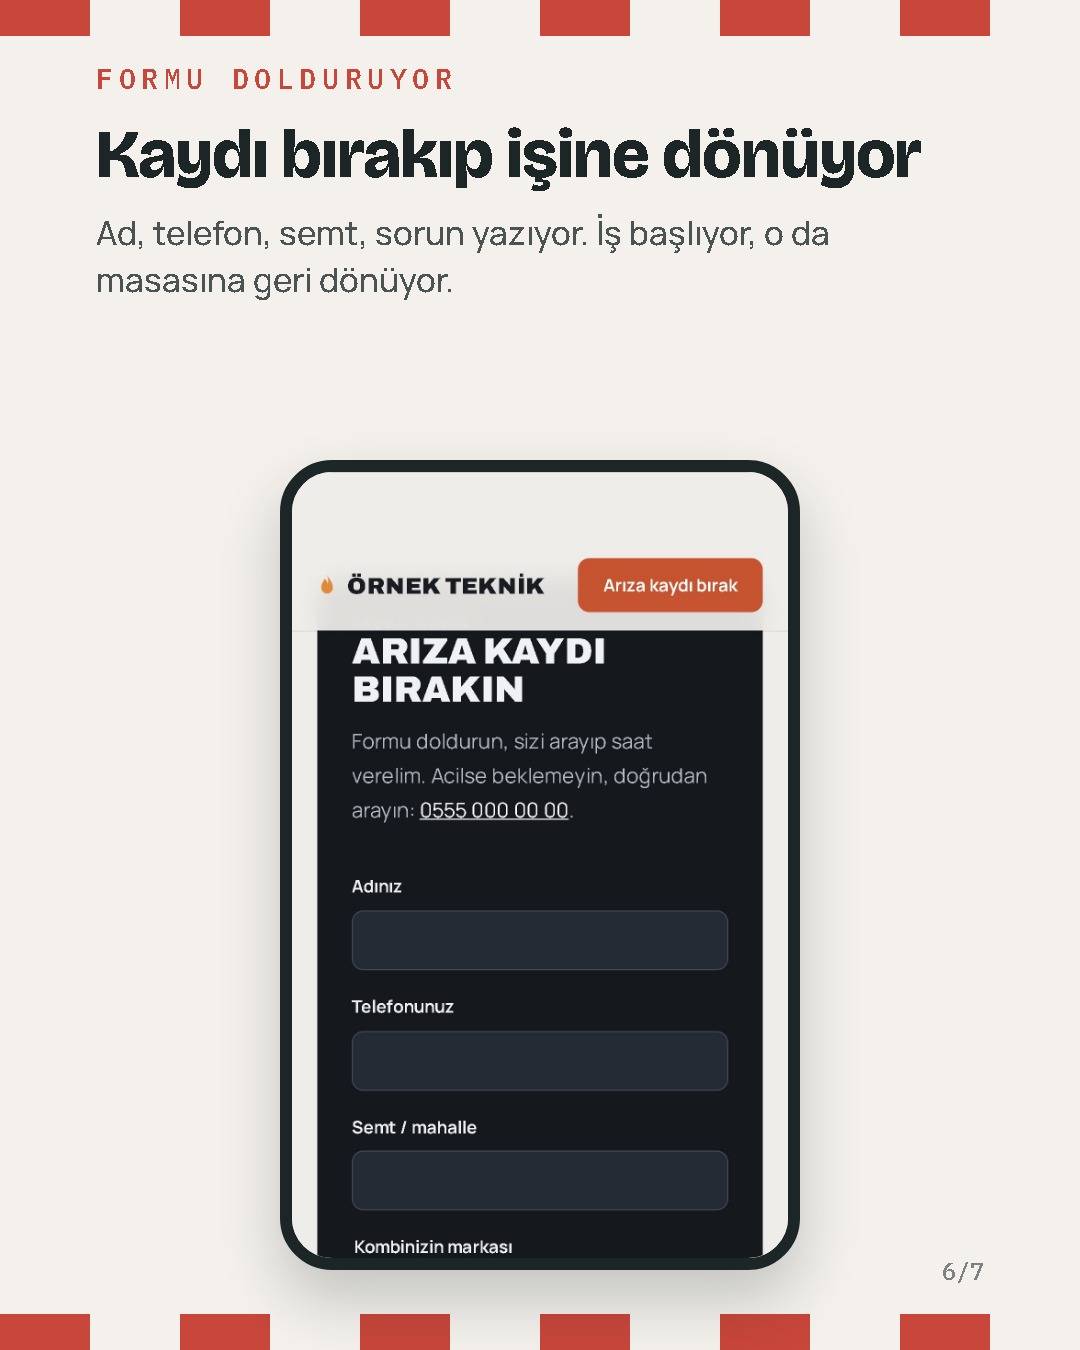 FORMU DOLDURUYOR
Kaydı bırakıp işine dönüyor
Ad, telefon, semt, sorun yazıyor. İş başlıyor, o da
masasına geri dönüyor.
ÖRNEK TEKNİK
Arıza kaydı bırak
ARIZA KAYDI
BIRAKIN
Formu doldurun, sizi arayıp saat
verelim. Acilse beklemeyin, doğrudan
arayın: 0555 000 00 00.
Adınız
Telefonunuz
Semt / mahalle
Kombinizin markası
6/7